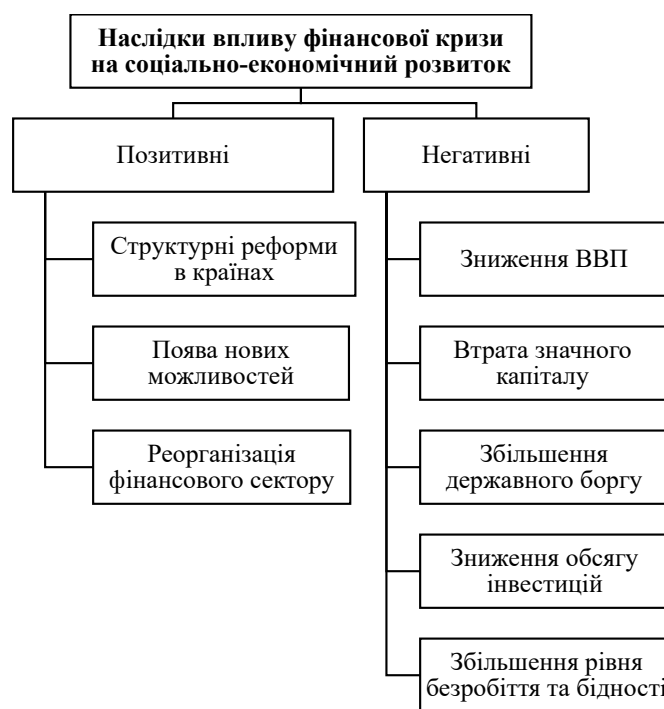 Наслідки впливу фінансової кризи
на соціально-економічний розвиток
Позитивні
Негативні
Структурні реформи
в країнах
Поява нових
можливостей
Реорганізація
фінансового сектору
Зниження ВВП
Втрата значного
капіталу
Збільшення
державного боргу
Зниження обсягу
інвестицій
Збільшення рівня
безробіття та бідності